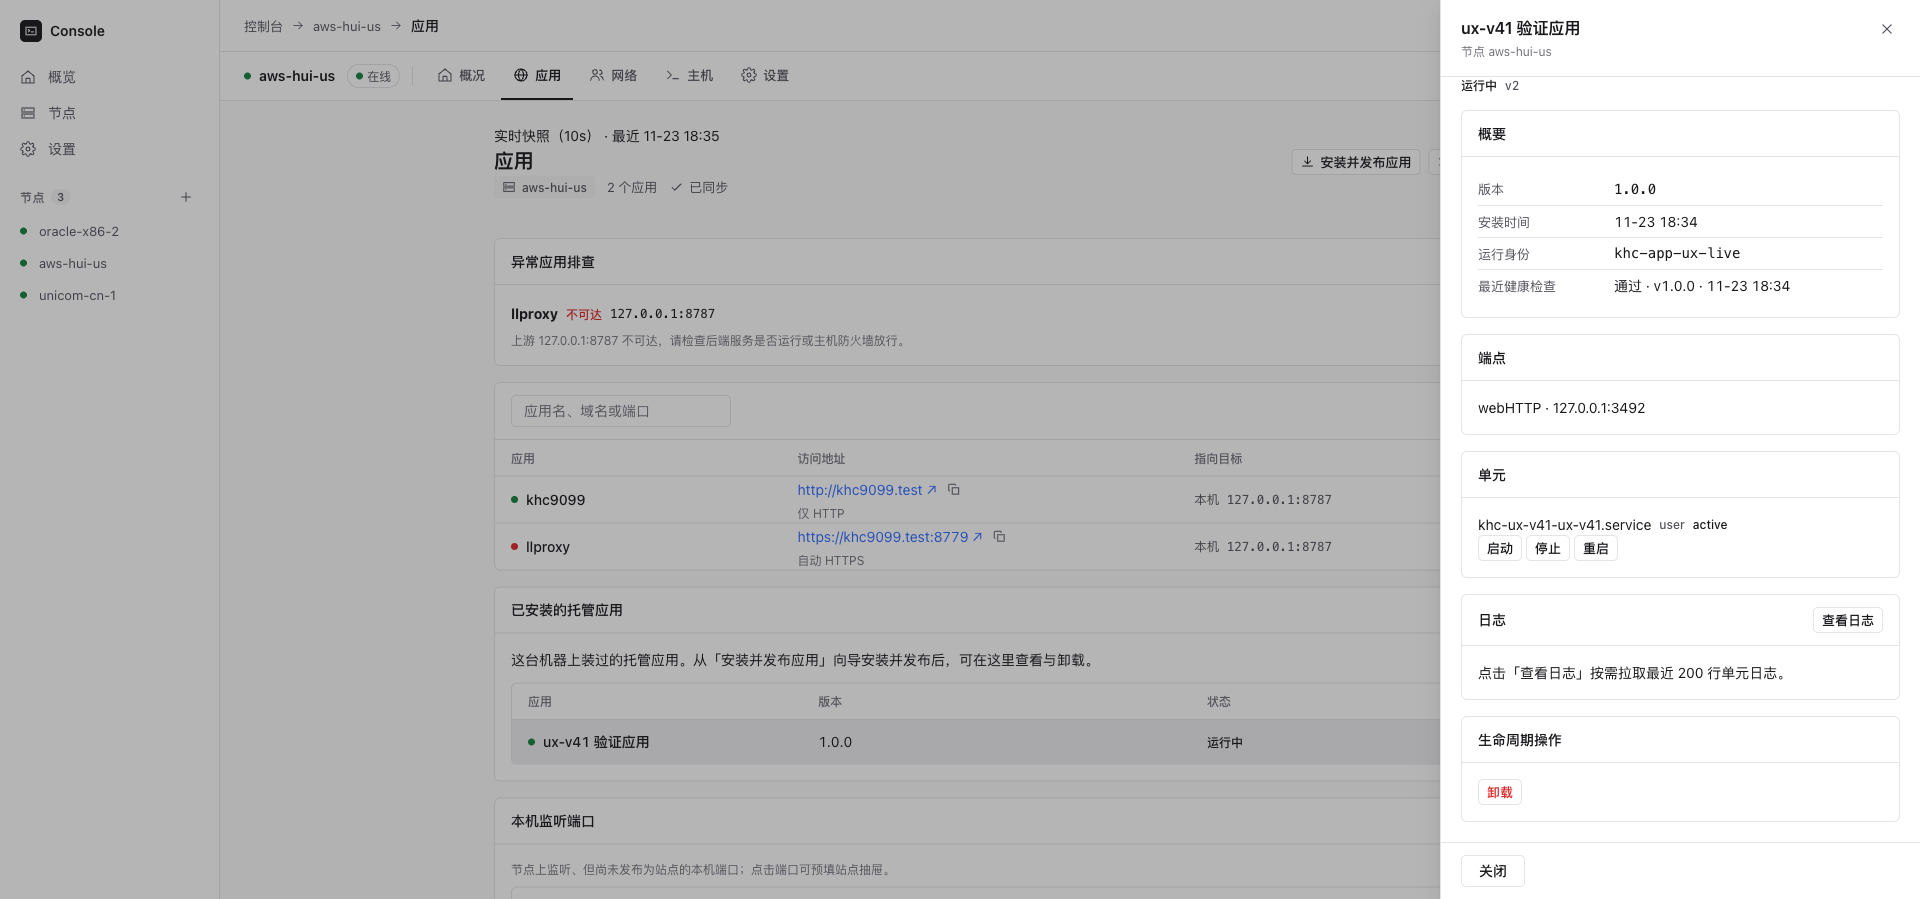 Console
概览
节点
设置
节点 3
oracle-x86-2
aws-hui-us
unicom-cn-1
控制台 → aws-hui-us → 应用
aws-hui-us 在线 概况 应用 网络 主机 设置
实时快照（10s） · 最近 11-23 18:35
应用
安装并发布应用
aws-hui-us 2 个应用 已同步
异常应用排查
llproxy 不可达 127.0.0.1:8787
上游 127.0.0.1:8787 不可达，请检查后端服务是否运行或主机防火墙放行。
应用名、域名或端口
应用 访问地址 指向目标
khc9099 http://khc9099.test 本机 127.0.0.1:8787
仅 HTTP
llproxy https://khc9099.test:8779 本机 127.0.0.1:8787
自动 HTTPS
已安装的托管应用
这台机器上装过的托管应用。从「安装并发布应用」向导安装并发布后，可在这里查看与卸载。
应用 版本 状态
ux-v41 验证应用 1.0.0 运行中
本机监听端口
节点上监听、但尚未发布为站点的本机端口；点击端口可预填站点抽屉。
ux-v41 验证应用
节点 aws-hui-us
运行中 v2
概要
版本 1.0.0
安装时间 11-23 18:34
运行身份 khc-app-ux-live
最近健康检查 通过 · v1.0.0 · 11-23 18:34
端点
webHTTP · 127.0.0.1:3492
单元
khc-ux-v41-ux-v41.service user active
启动 停止 重启
日志 查看日志
点击「查看日志」按需拉取最近 200 行单元日志。
生命周期操作
卸载
关闭